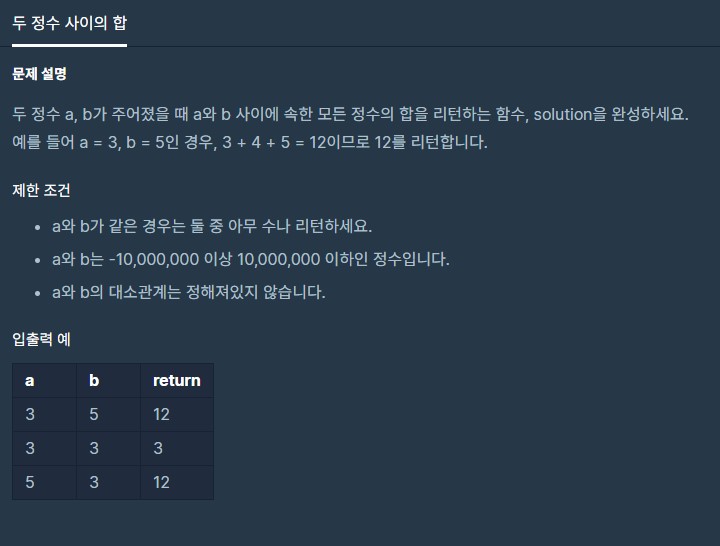 두 정수 사이의 합
문제 설명
두 정수 a, b가 주어졌을 때 a와 b 사이에 속한 모든 정수의 합을 리턴하는 함수, solution을 완성하세요.
예를 들어 a = 3, b = 5인 경우, 3 + 4 + 5 = 12이므로 12를 리턴합니다.
제한 조건
• a와 b가 같은 경우는 둘 중 아무 수나 리턴하세요.
• a와 b는 -10,000,000 이상 10,000,000 이하인 정수입니다.
• a와 b의 대소관계는 정해져있지 않습니다.
입출력 예
a b return
3 5 12
3 3 3
5 3 12